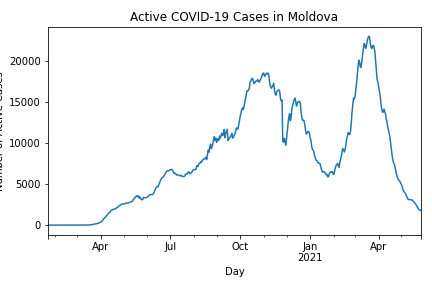 Active COVID-19 Cases in Moldova
20000
15000
10000
5000
0
Number of Active Cases
Apr
Jul
Oct
Jan
2021
Apr
Day